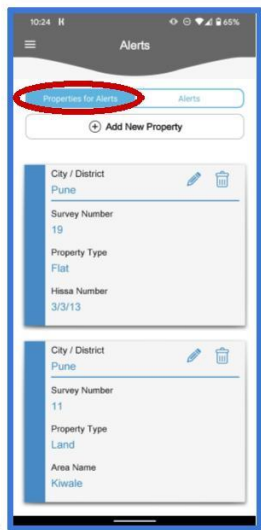 10:24 65%
Alerts
Properties for Alerts Alerts
Add New Property
City / District
Pune
Survey Number
19
Property Type
Flat
Hissa Number
3/3/13
City / District
Pune
Survey Number
11
Property Type
Land
Area Name
Kiwale